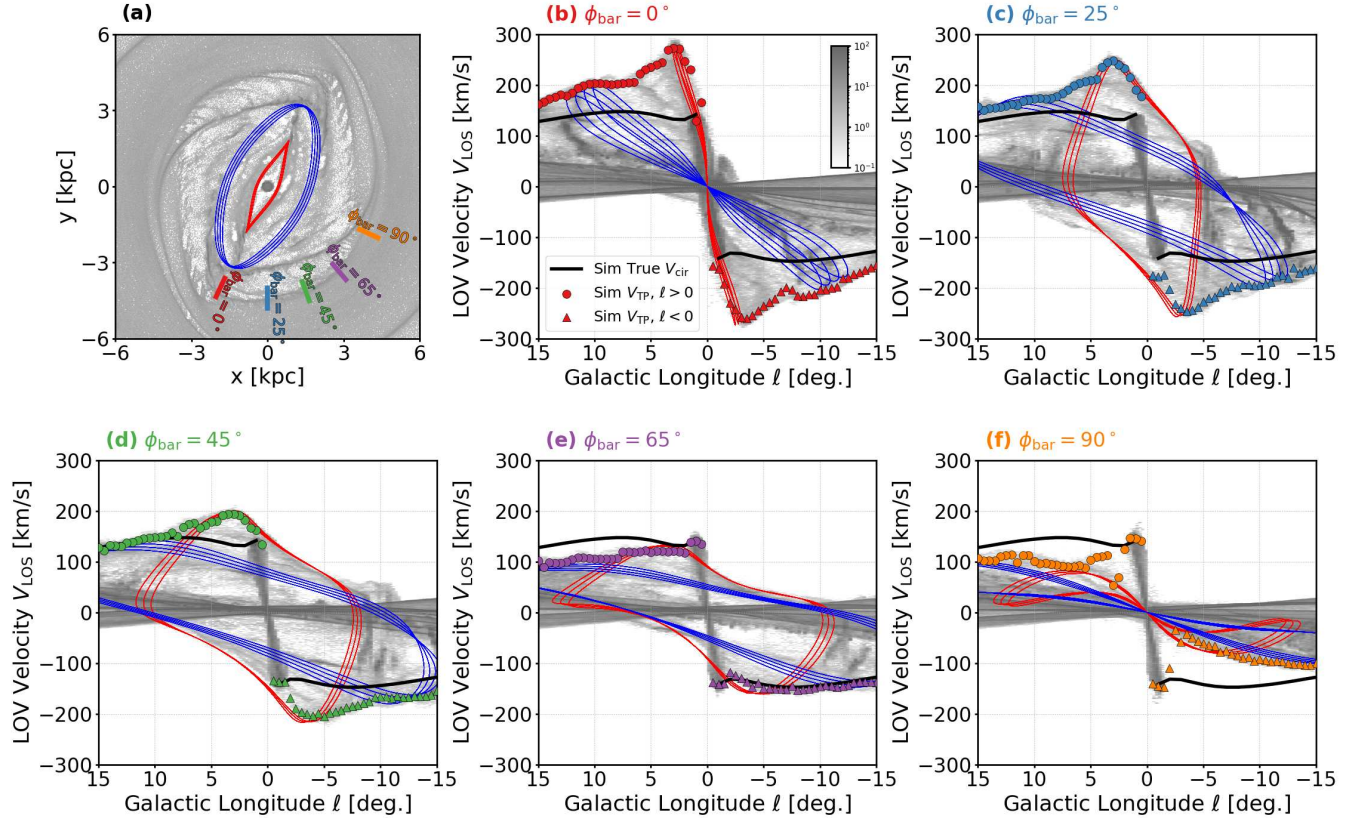 (a)
6
3
0
−3
−6
y [kpc]
−6 −3 0 3 6
x [kpc]
ϕbar = 0°
ϕbar = 25°
ϕbar = 45°
ϕbar = 65°
ϕbar = 90°
(b) ϕbar = 0°
300
200
100
0
−100
−200
−300
LOV Velocity VLOS [km/s]
10²
10¹
10⁰
10⁻¹
Sim True Vcir
Sim VTP, ℓ > 0
Sim VTP, ℓ < 0
15 10 5 0 −5 −10 −15
Galactic Longitude ℓ [deg.]
(c) ϕbar = 25°
300
200
100
0
−100
−200
−300
LOV Velocity VLOS [km/s]
15 10 5 0 −5 −10 −15
Galactic Longitude ℓ [deg.]
(d) ϕbar = 45°
300
200
100
0
−100
−200
−300
LOV Velocity VLOS [km/s]
15 10 5 0 −5 −10 −15
Galactic Longitude ℓ [deg.]
(e) ϕbar = 65°
300
200
100
0
−100
−200
−300
LOV Velocity VLOS [km/s]
15 10 5 0 −5 −10 −15
Galactic Longitude ℓ [deg.]
(f) ϕbar = 90°
300
200
100
0
−100
−200
−300
LOV Velocity VLOS [km/s]
15 10 5 0 −5 −10 −15
Galactic Longitude ℓ [deg.]